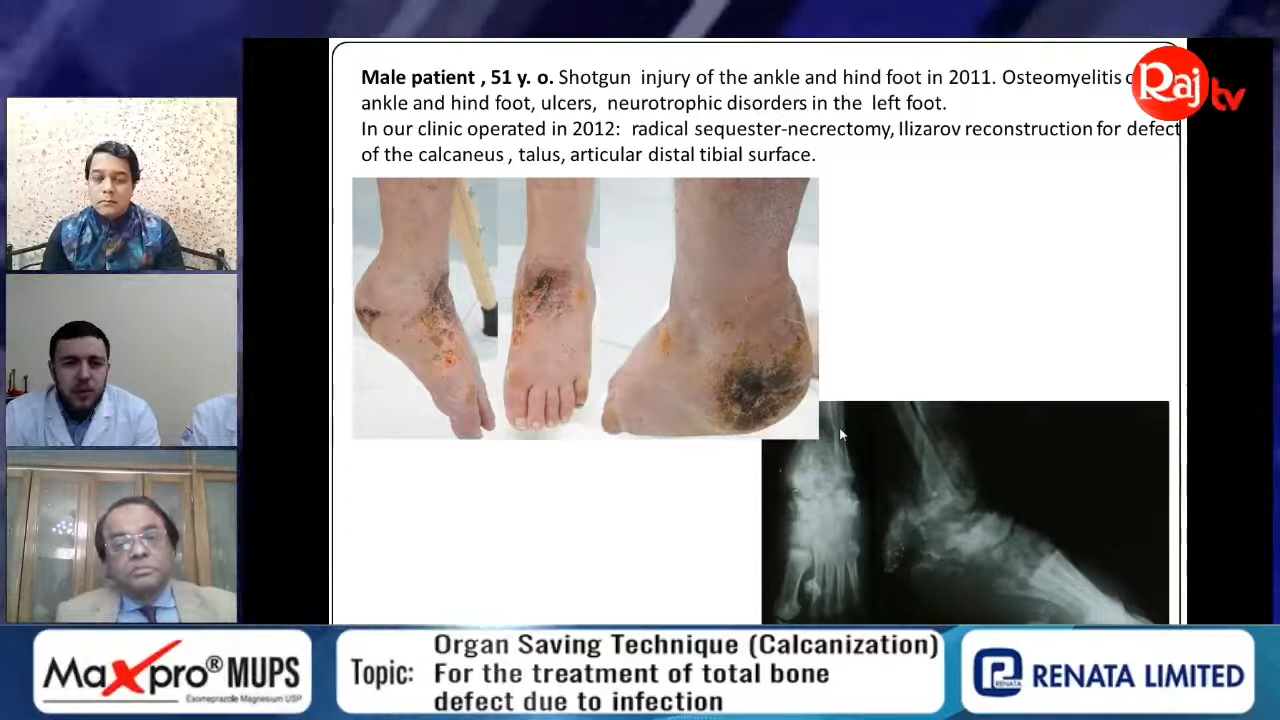 Male patient , 51 y. o. Shotgun injury of the ankle and hind foot in 2011. Osteomyelitis
ankle and hind foot, ulcers, neurotrophic disorders in the left foot.
In our clinic operated in 2012: radical sequester-necrectomy, Ilizarov reconstruction for defect
of the calcaneus , talus, articular distal tibial surface.
Raj tv
Maxpro® MUPS
Esomeprazole Magnesium USP
Topic:
Organ Saving Technique (Calcanization)
For the treatment of total bone
defect due to infection
RENATA
RENATA LIMITED